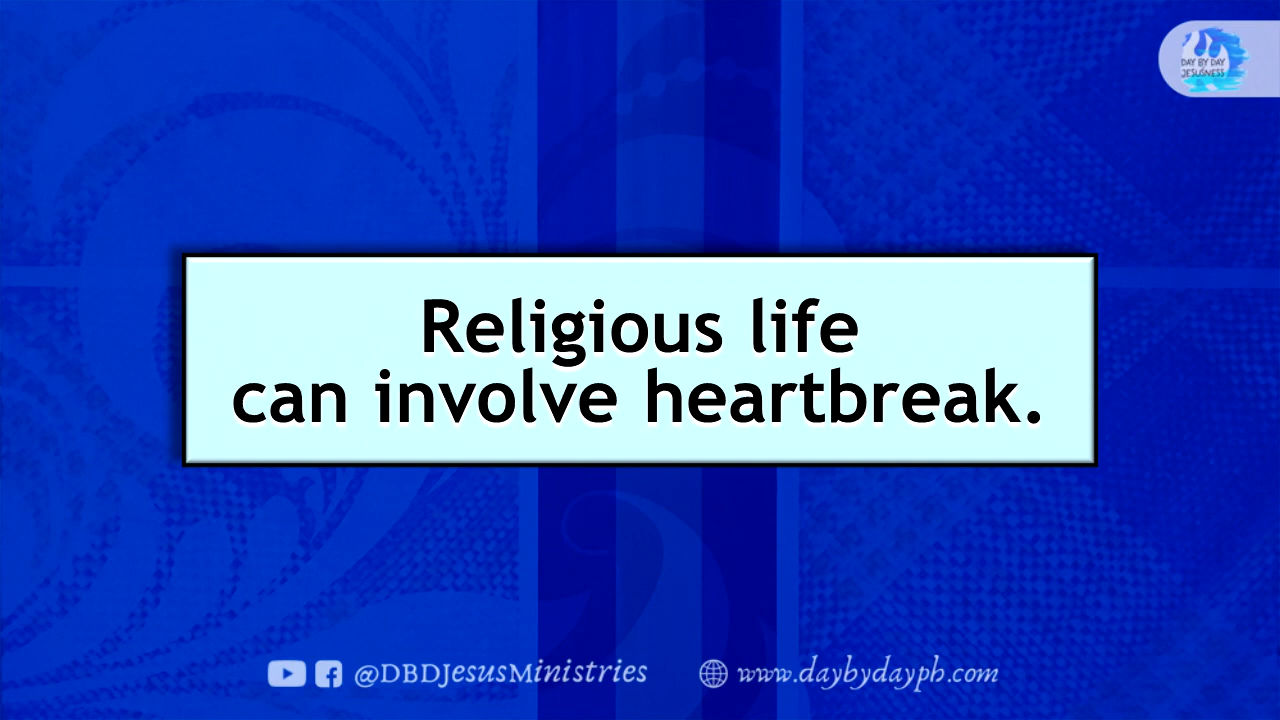 DAY BY DAY
JESUSNESS
Religious life
can involve heartbreak.
@DBDJesusMinistries
www.daybydayph.com